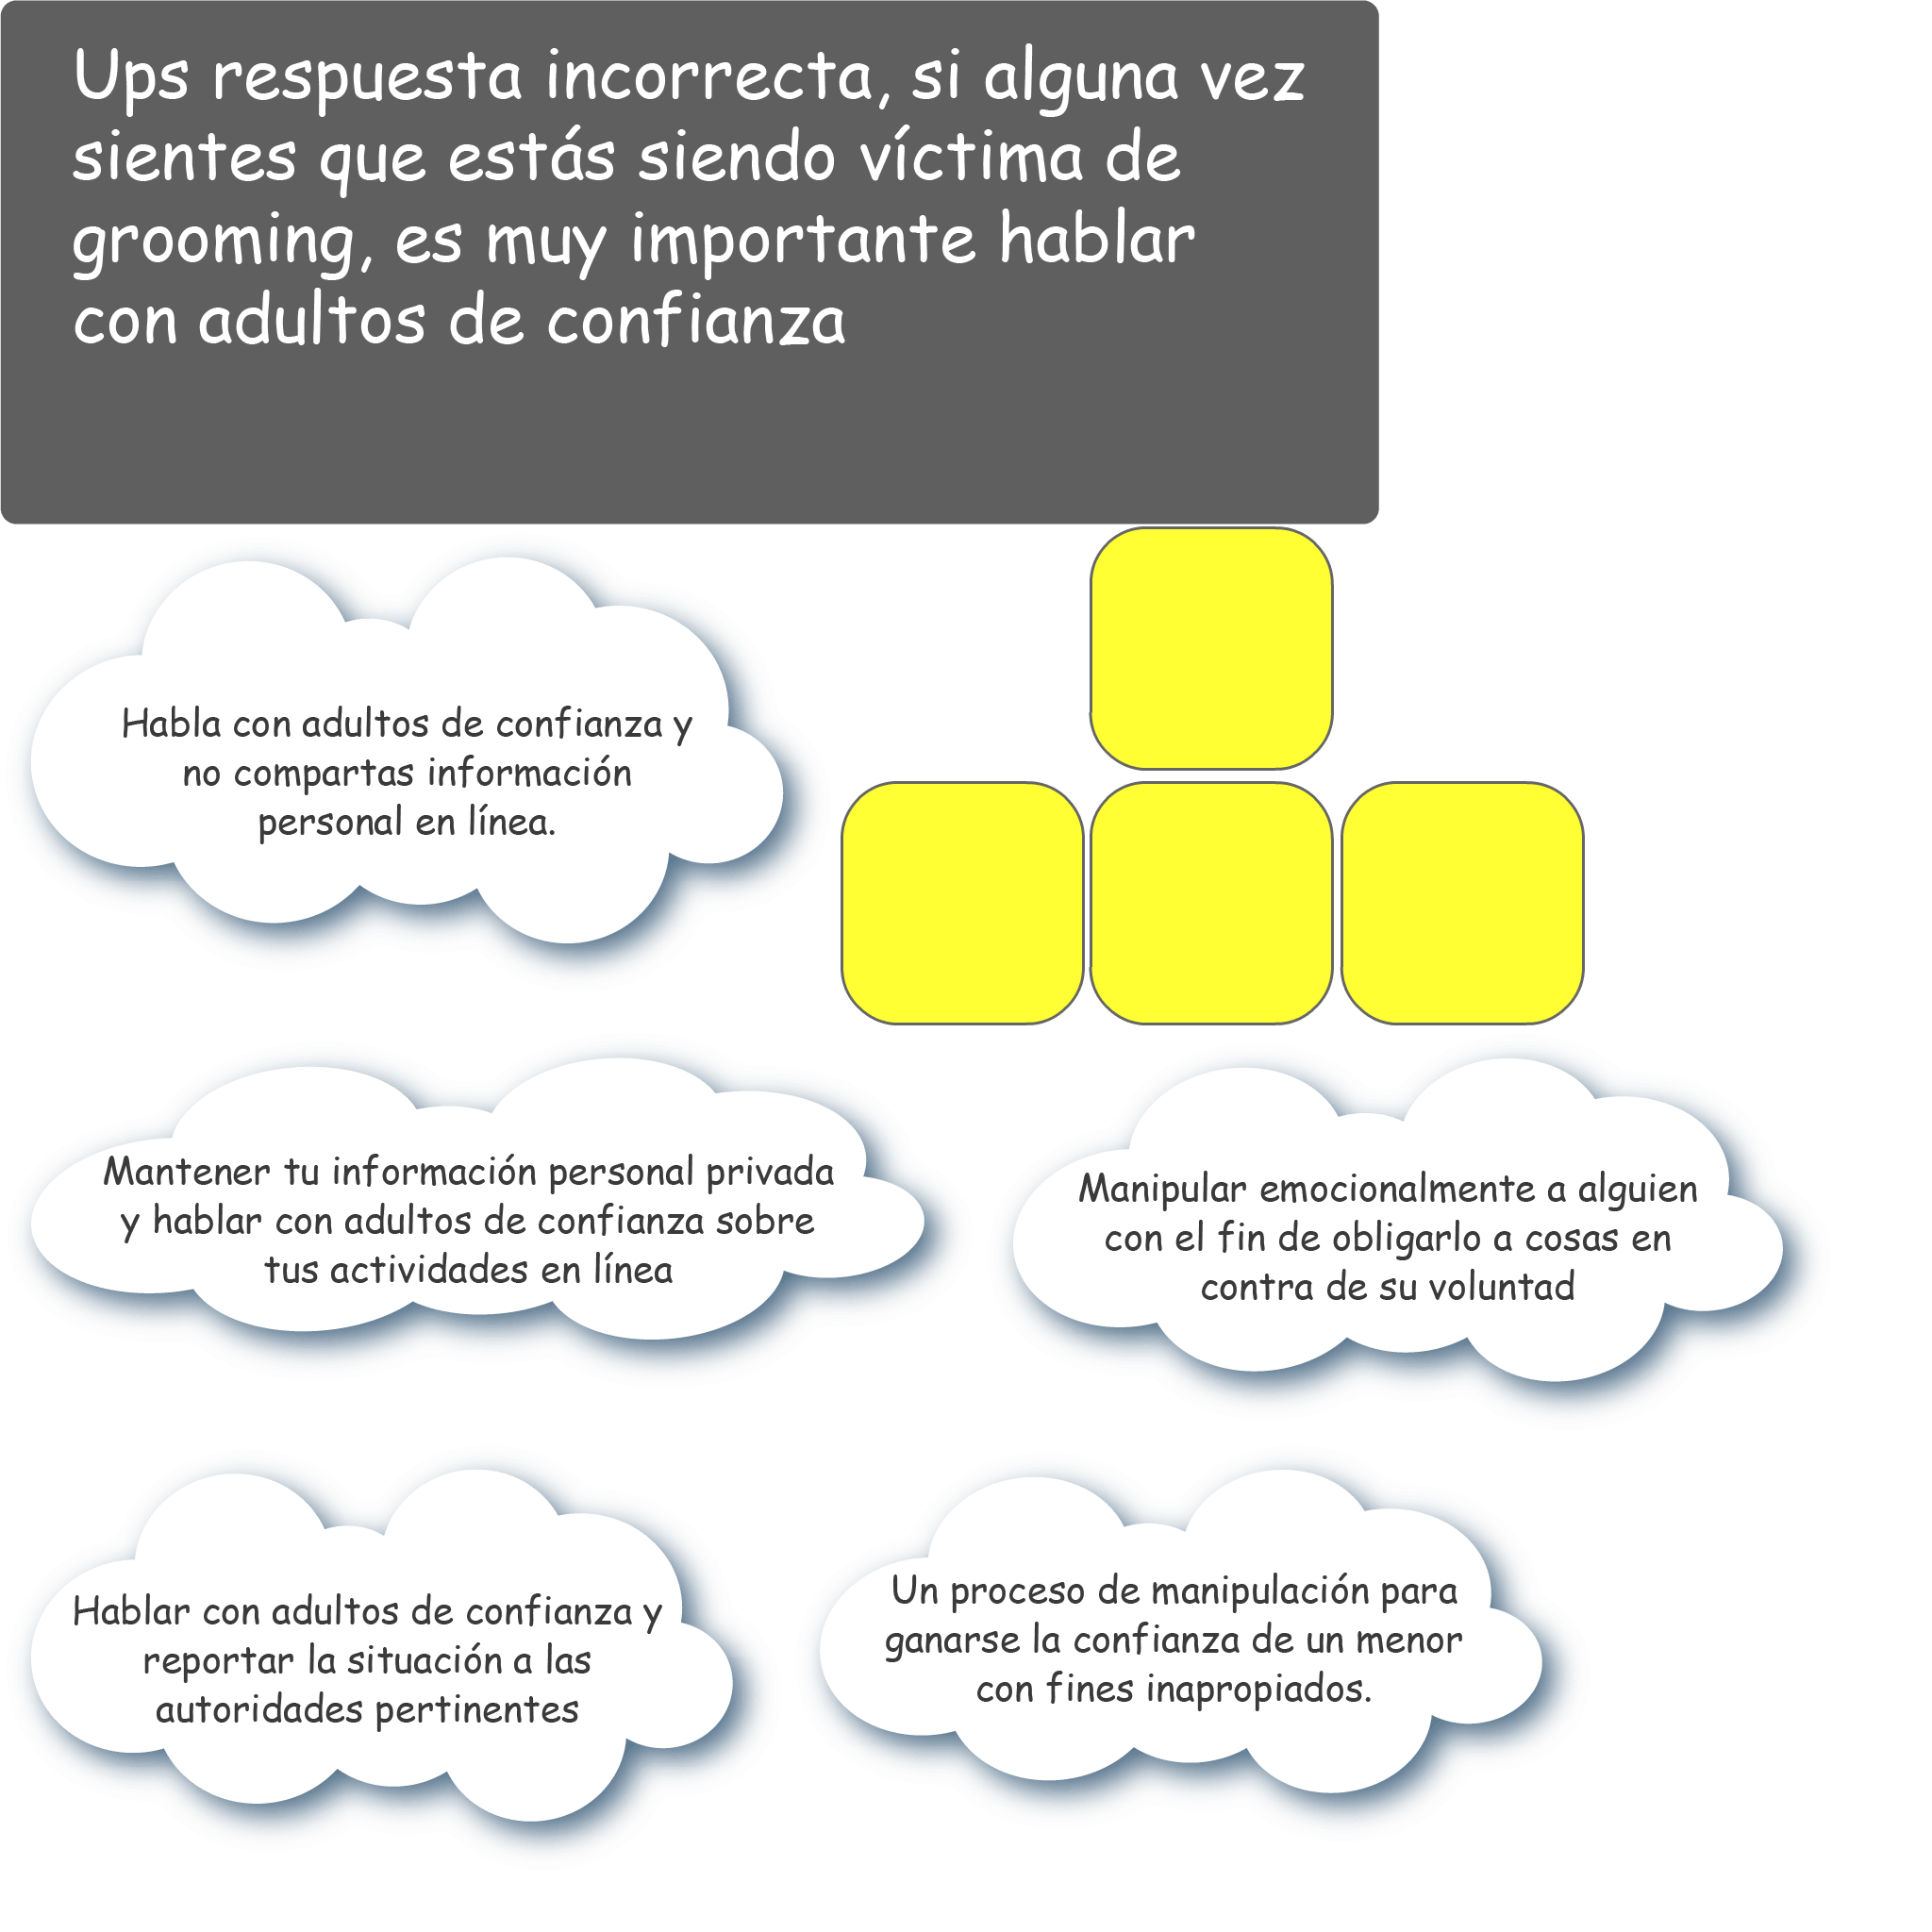 Ups respuesta incorrecta, si alguna vez
sientes que estás siendo víctima de
grooming, es muy importante hablar
con adultos de confianza
Habla con adultos de confianza y
no compartas información
personal en línea.
Mantener tu información personal privada
y hablar con adultos de confianza sobre
tus actividades en línea
Manipular emocionalmente a alguien
con el fin de obligarlo a cosas en
contra de su voluntad
Hablar con adultos de confianza y
reportar la situación a las
autoridades pertinentes
Un proceso de manipulación para
ganarse la confianza de un menor
con fines inapropiados.